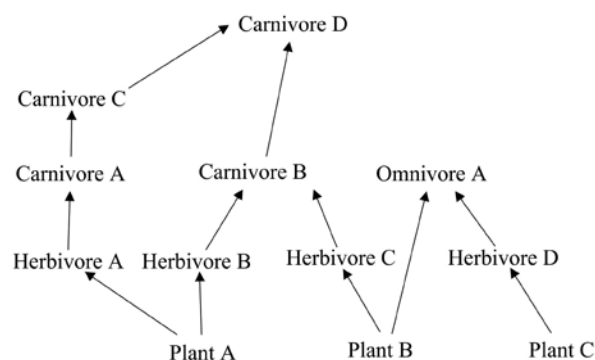 Carnivore D
Carnivore C
Carnivore A
Carnivore B
Omnivore A
Herbivore A
Herbivore B
Herbivore C
Herbivore D
Plant A
Plant B
Plant C